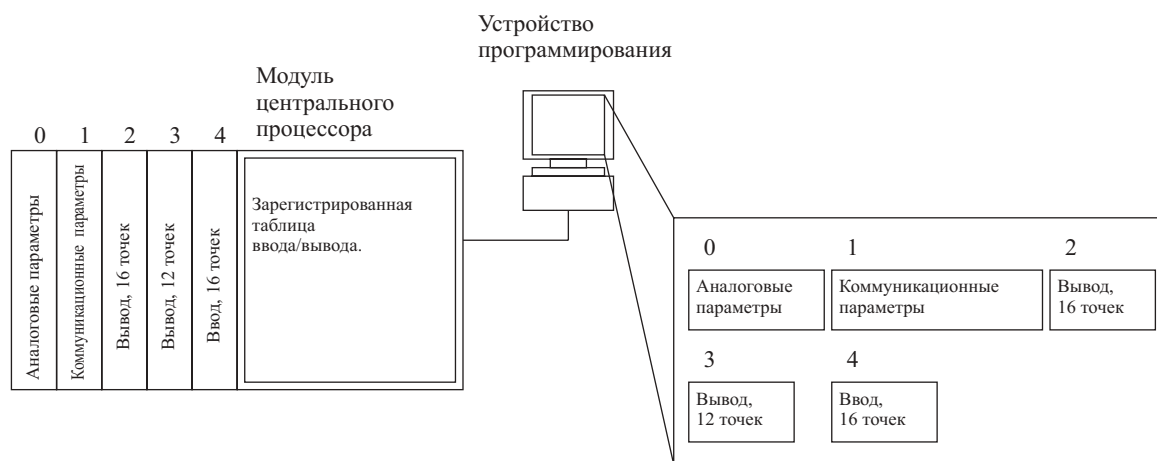 Устройство
программирования
Модуль
центрального
процессора
0 1 2 3 4
Аналоговые параметры
Коммуникационные параметры
Вывод, 16 точек
Вывод, 12 точек
Ввод, 16 точек
Зарегистрированная
таблица
ввода/вывода.
0 1 2
Аналоговые
параметры
Коммуникационные
параметры
Вывод,
16 точек
3 4
Вывод,
12 точек
Ввод,
16 точек